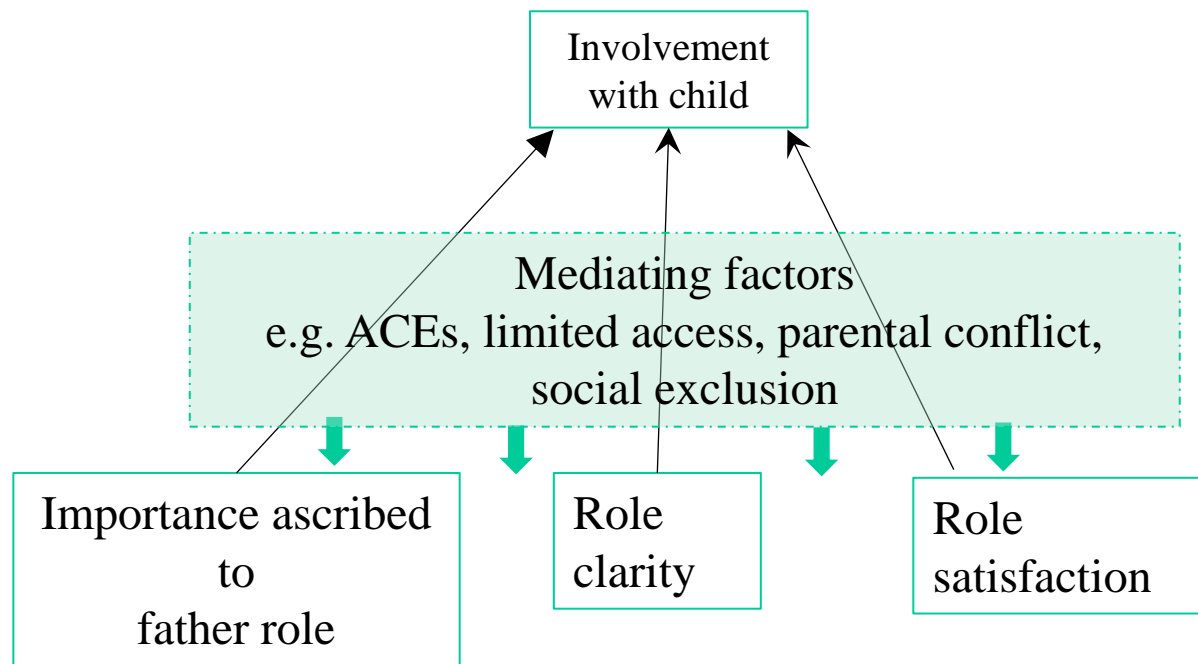 Involvement
with child
Mediating factors
e.g. ACEs, limited access, parental conflict,
social exclusion
Importance ascribed
to
father role
Role
clarity
Role
satisfaction